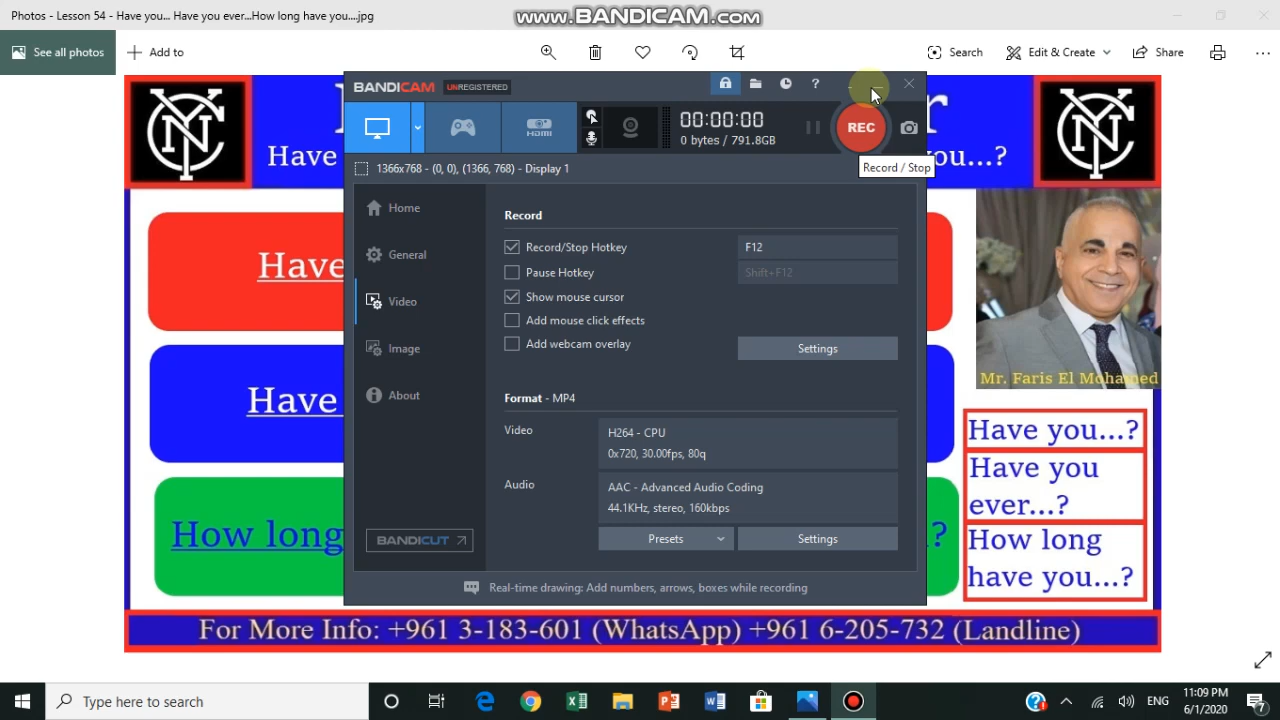 Photos - Lesson 54 - Have you... Have you ever...How long have you....jpg
www.BANDICAM.com
See all photos
Add to
Search
Edit & Create
Share
BANDICAM
UNREGISTERED
00:00:00
0 bytes / 791.8GB
REC
Record / Stop
1366x768 - (0, 0), (1366, 768) - Display 1
Home
General
Video
Image
About
BANDICUT
Record
Record/Stop Hotkey
F12
Pause Hotkey
Shift+F12
Show mouse cursor
Add mouse click effects
Add webcam overlay
Settings
Format - MP4
Video
H264 - CPU
0x720, 30.00fps, 80q
Audio
AAC - Advanced Audio Coding
44.1KHz, stereo, 160kbps
Presets
Settings
Real-time drawing: Add numbers, arrows, boxes while recording
Have
ou...?
Have
Have
How long
?
Mr. Faris El Mohamed
Have you...?
Have you
ever...?
How long
have you...?
For More Info: +961 3-183-601 (WhatsApp) +961 6-205-732 (Landline)
Type here to search
ENG
11:09 PM
6/1/2020
7